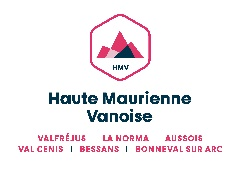 HMV
Haute Maurienne
Vanoise
VALFRÉJUS LA NORMA AUSSOIS
VAL CENIS | BESSANS | BONNEVAL SUR ARC